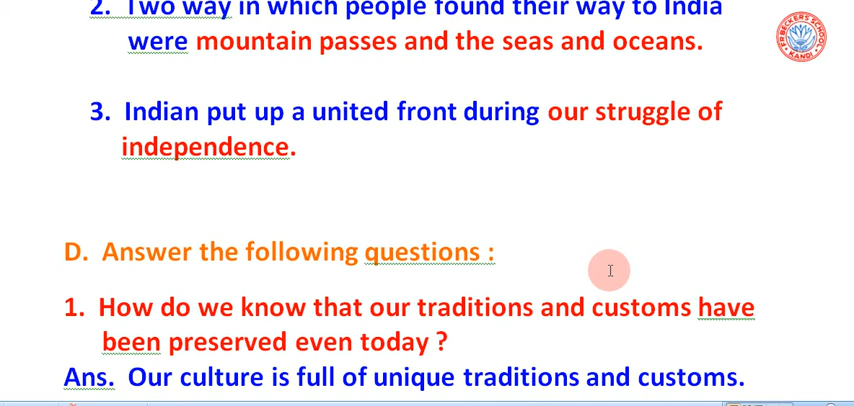 2. Two way in which people found their way to India
were mountain passes and the seas and oceans.
3. Indian put up a united front during our struggle of
independence.
D. Answer the following questions :
1. How do we know that our traditions and customs have
been preserved even today ?
Ans. Our culture is full of unique traditions and customs.